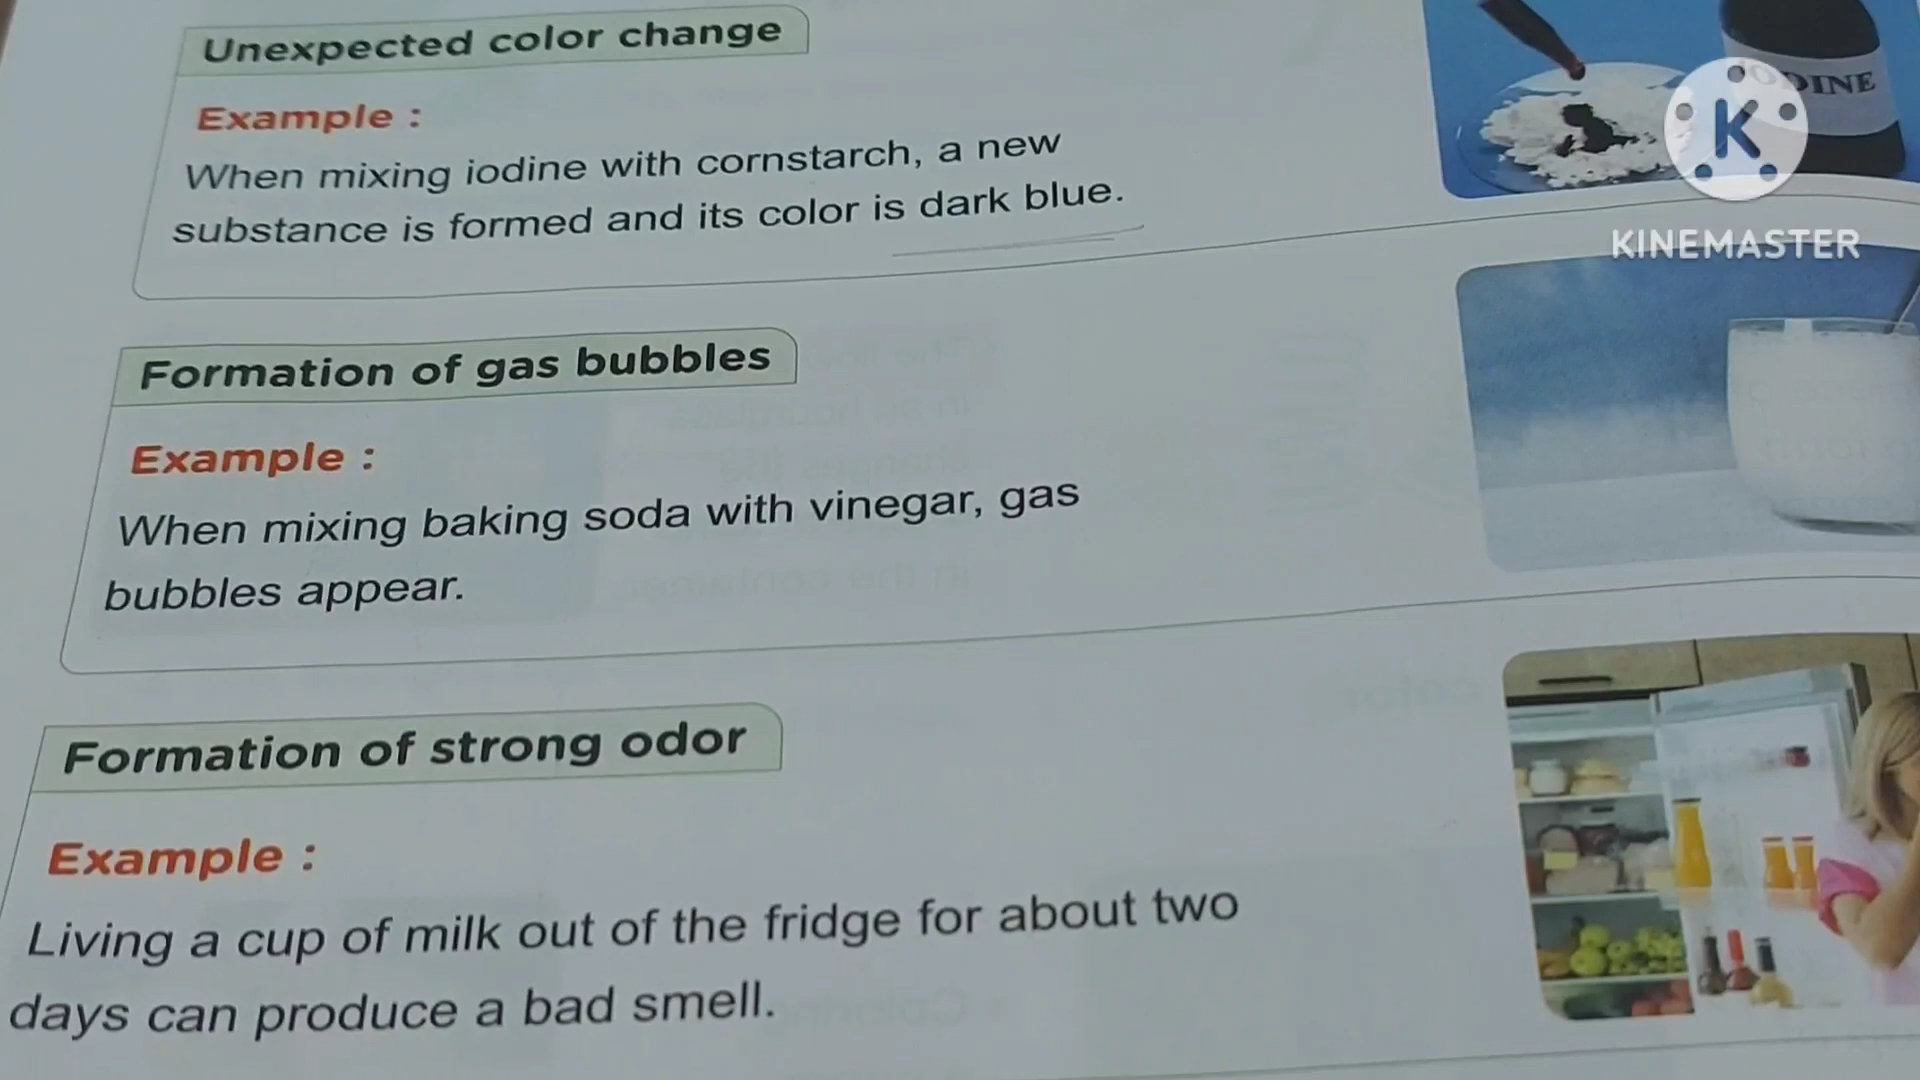 Unexpected color change
Example :
When mixing iodine with cornstarch, a new
substance is formed and its color is dark blue.
IODINE
K
KINEMASTER
Formation of gas bubbles
Example :
When mixing baking soda with vinegar, gas
bubbles appear.
Formation of strong odor
Example :
Living a cup of milk out of the fridge for about two
days can produce a bad smell.